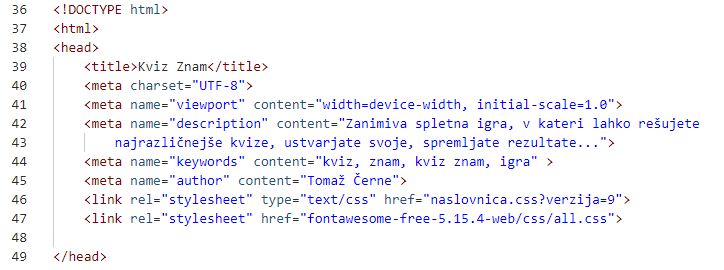 36 <!DOCTYPE html>
37 <html>
38 <head>
39 <title>Kviz Znam</title>
40 <meta charset="UTF-8">
41 <meta name="viewport" content="width=device-width, initial-scale=1.0">
42 <meta name="description" content="Zanimiva spletna igra, v kateri lahko rešujete
43 najrazličnejše kvize, ustvarjate svoje, spremljate rezultate...">
44 <meta name="keywords" content="kviz, znam, kviz znam, igra" >
45 <meta name="author" content="Tomaž Černe">
46 <link rel="stylesheet" type="text/css" href="naslovnica.css?verzija=9">
47 <link rel="stylesheet" href="fontawesome-free-5.15.4-web/css/all.css">
48
49 </head>